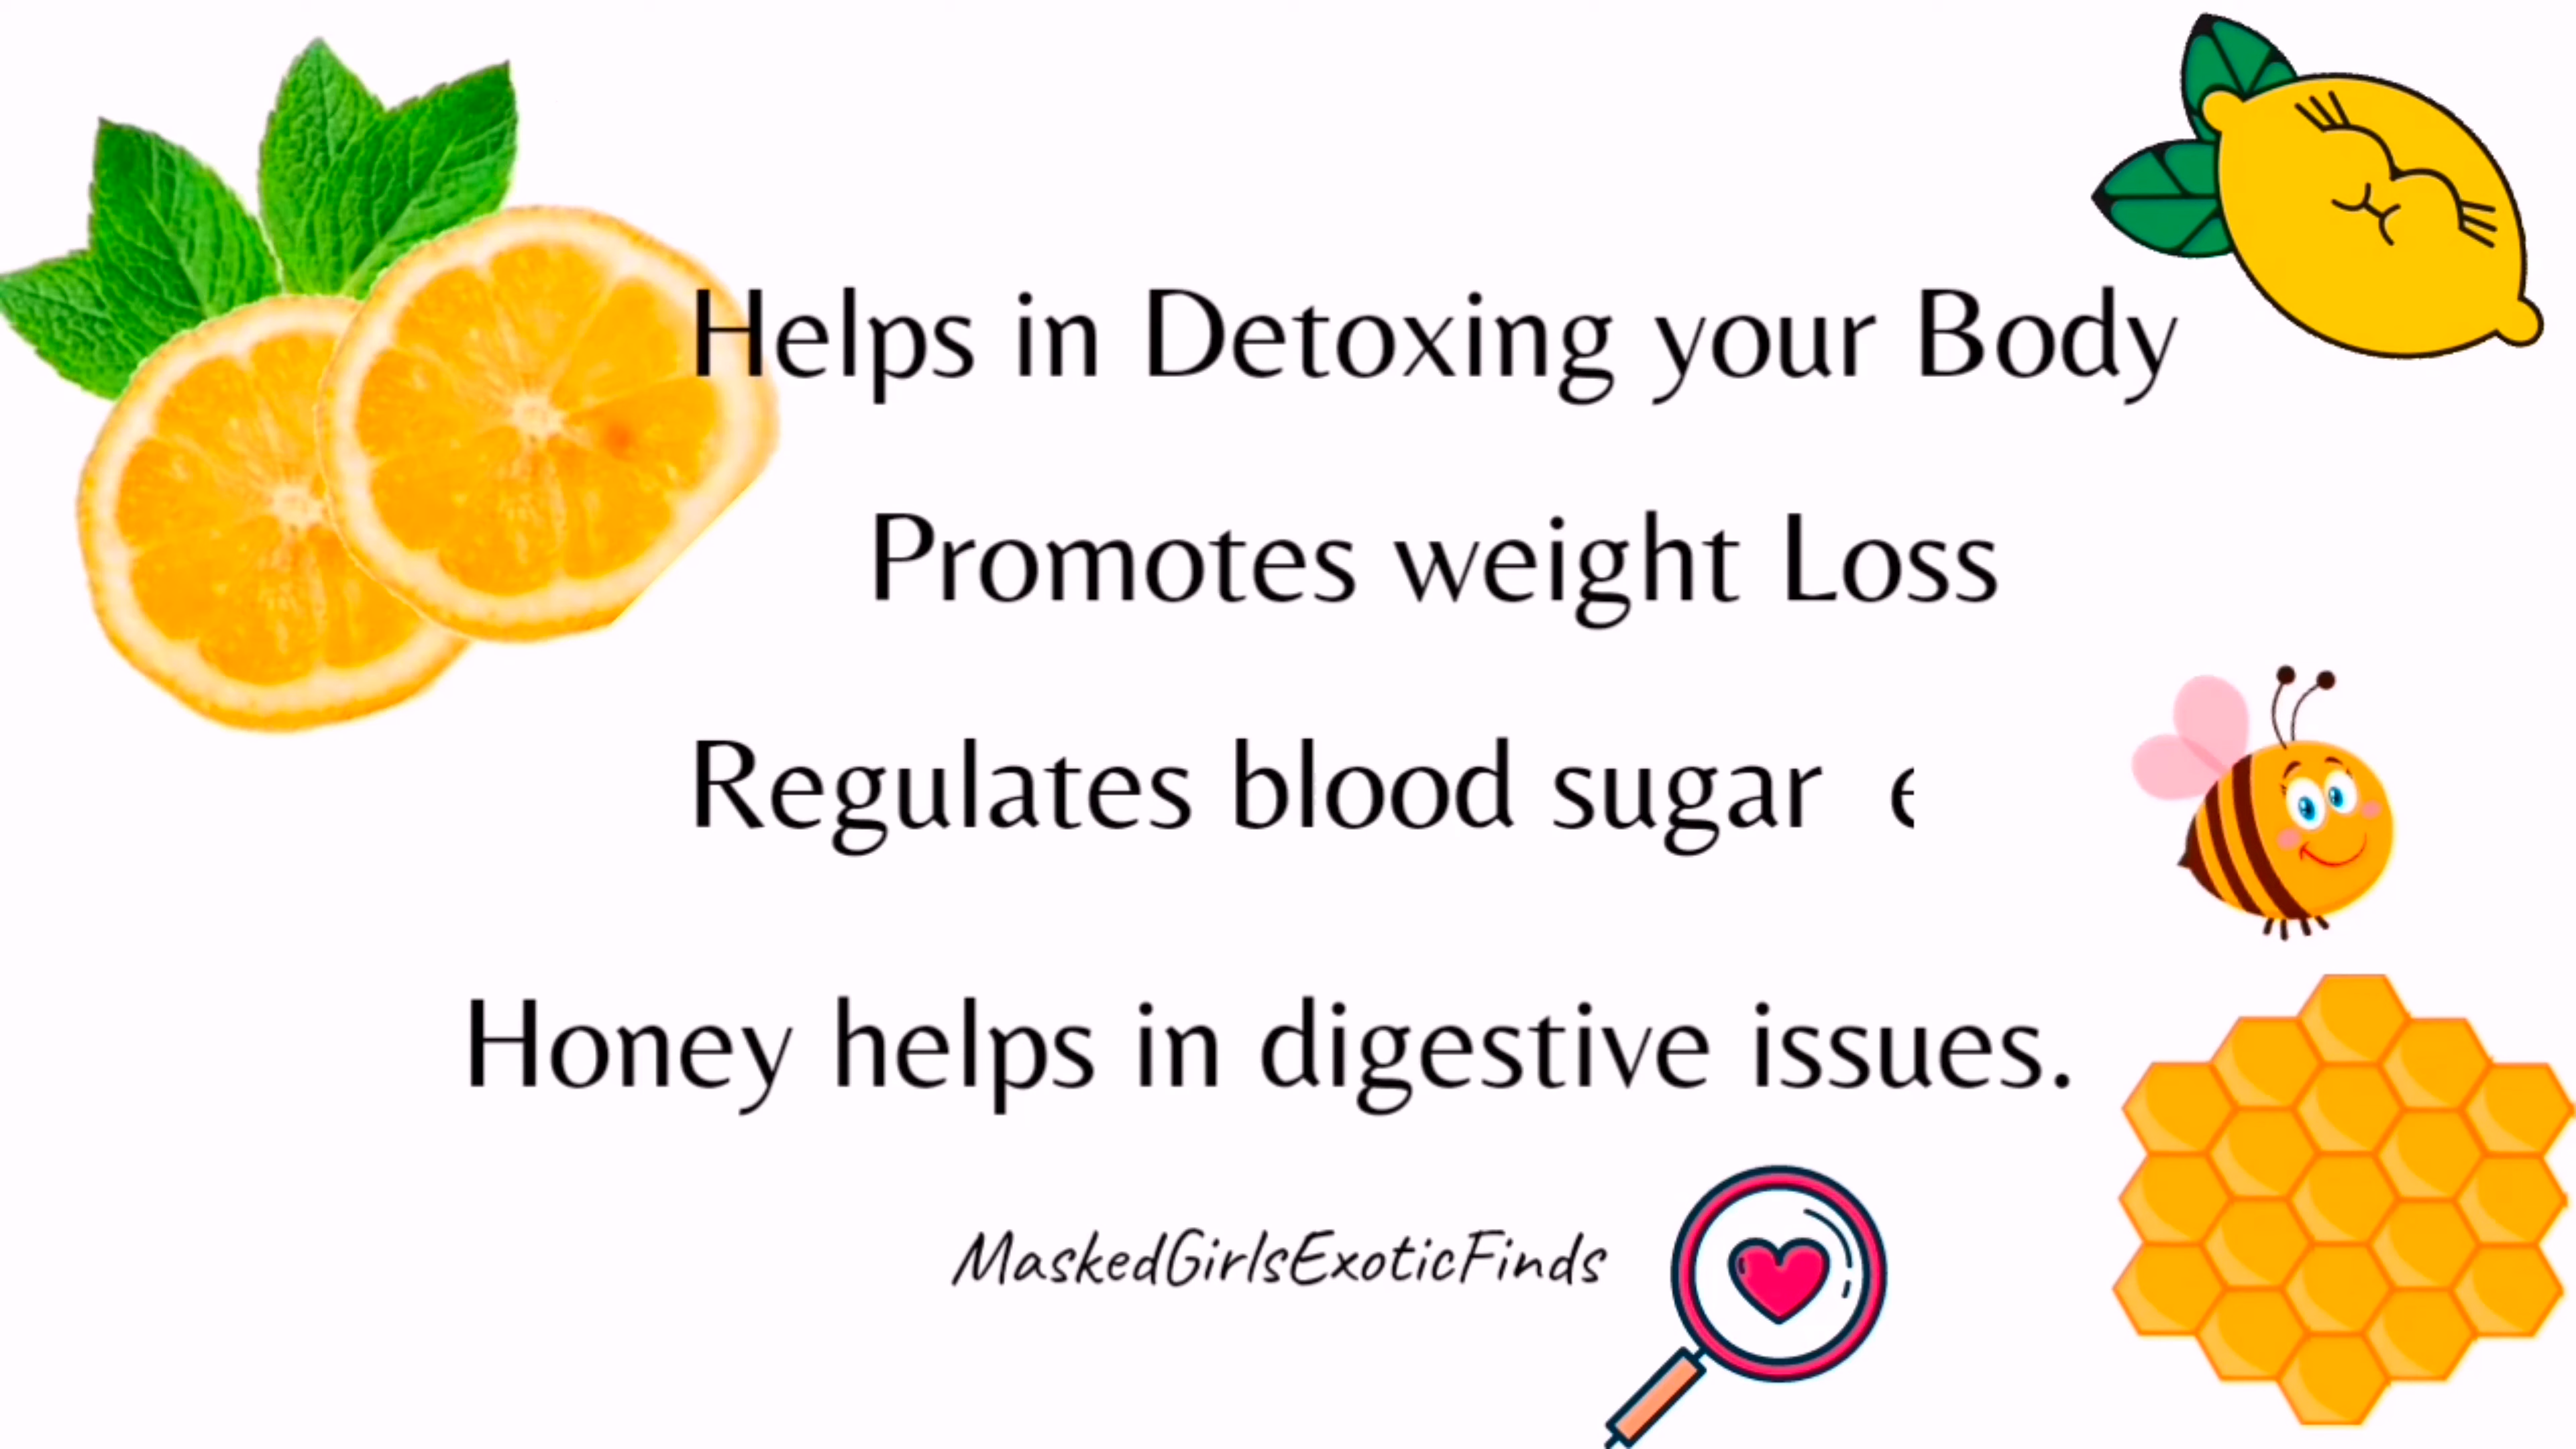 Helps in Detoxing your Body
Promotes weight Loss
Regulates blood sugar
Honey helps in digestive issues.
MaskedGirlsExoticFinds